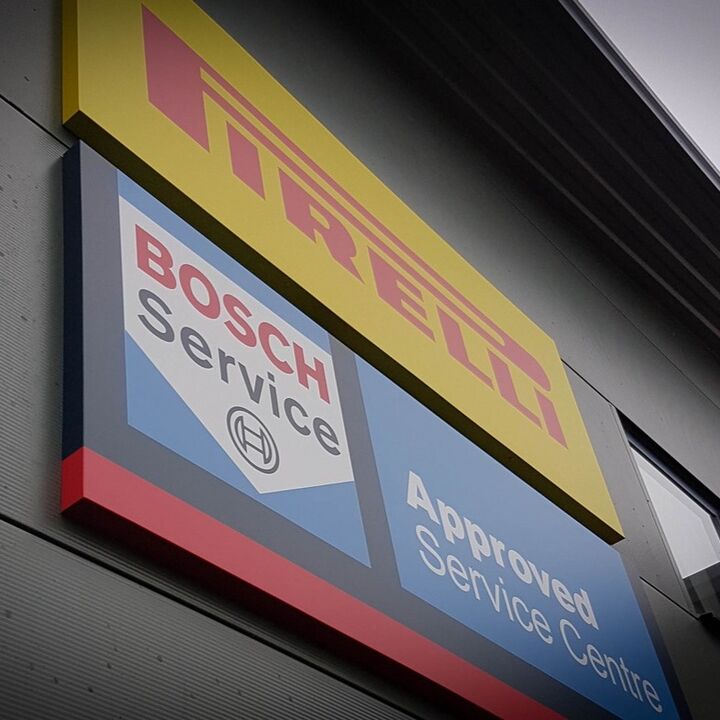 PIRELLI
BOSCH
Service
Approved
Service Centre